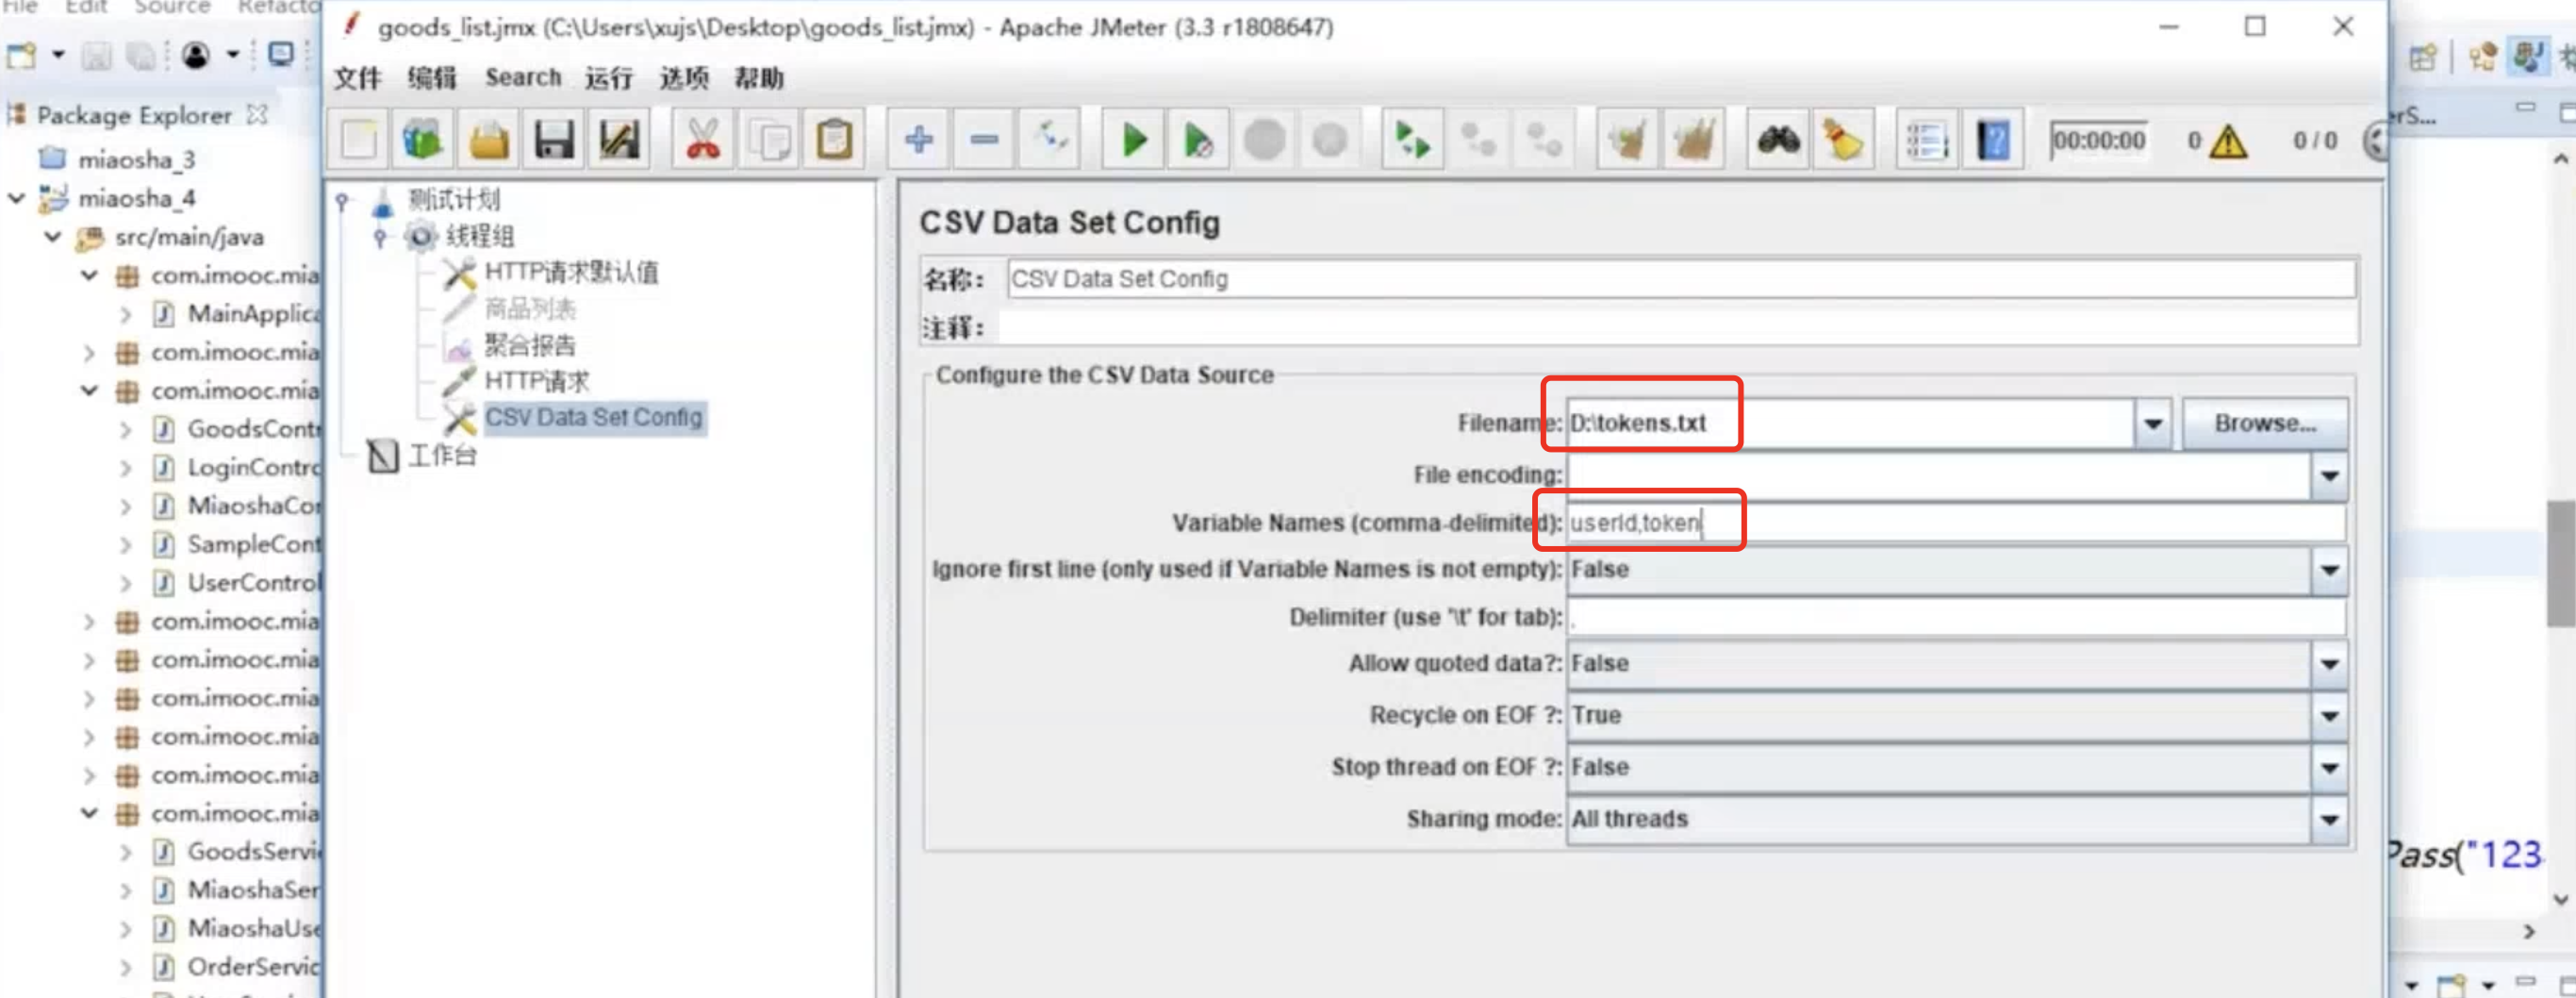 File Edit Source Refacto
goods_list.jmx (C:\Users\xujs\Desktop\goods_list.jmx) - Apache JMeter (3.3 r1808647)
文件 编辑 Search 运行 选项 帮助
00:00:00 0 0 / 0
Package Explorer
miaosha_3
miaosha_4
src/main/java
com.imooc.mia
MainApplica
com.imooc.mia
com.imooc.mia
GoodsContr
LoginContro
MiaoshaCor
SampleCont
UserControl
com.imooc.mia
com.imooc.mia
com.imooc.mia
com.imooc.mia
com.imooc.mia
com.imooc.mia
GoodsServi
MiaoshaSer
MiaoshaUse
OrderServic
测试计划
线程组
HTTP请求默认值
商品列表
聚合报告
HTTP请求
CSV Data Set Config
工作台
CSV Data Set Config
名称: CSV Data Set Config
注释:
Configure the CSV Data Source
Filename: D:\tokens.txt Browse...
File encoding:
Variable Names (comma-delimited): userId,token
Ignore first line (only used if Variable Names is not empty): False
Delimiter (use '\t' for tab): ,
Allow quoted data?: False
Recycle on EOF ?: True
Stop thread on EOF ?: False
Sharing mode: All threads
erS...
Pass("123